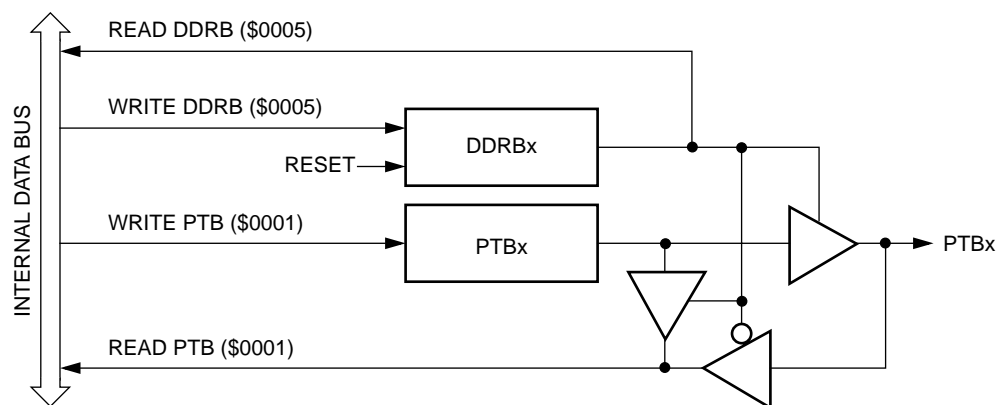 READ DDRB ($0005)
WRITE DDRB ($0005)
DDRBx
RESET
INTERNAL DATA BUS
WRITE PTB ($0001)
PTBx
PTBx
READ PTB ($0001)